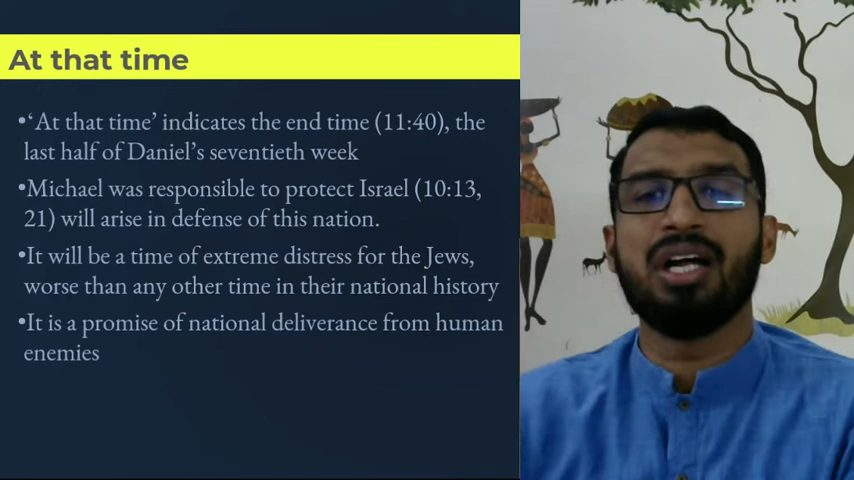 At that time
•‘At that time’ indicates the end time (11:40), the
last half of Daniel’s seventieth week
•Michael was responsible to protect Israel (10:13,
21) will arise in defense of this nation.
•It will be a time of extreme distress for the Jews,
worse than any other time in their national history
•It is a promise of national deliverance from human
enemies